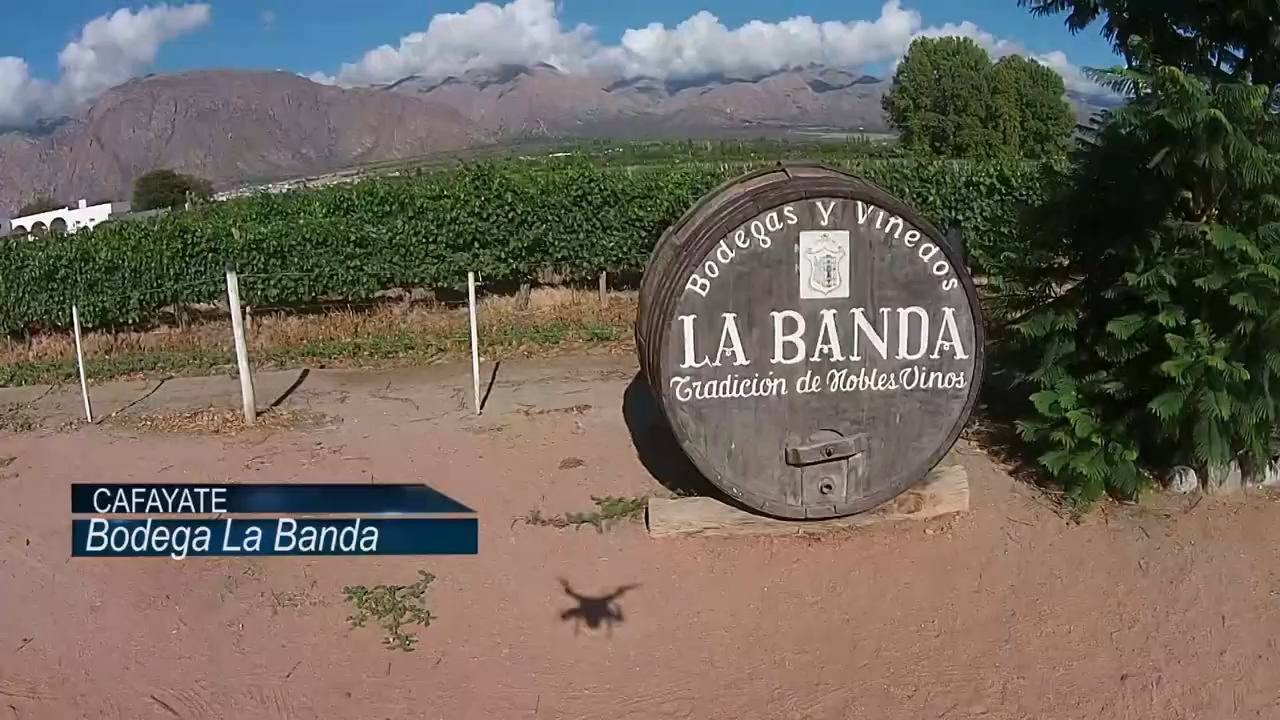 Bodegas y Viñedos
LA BANDA
Tradición de Nobles Vinos
CAFAYATE
Bodega La Banda